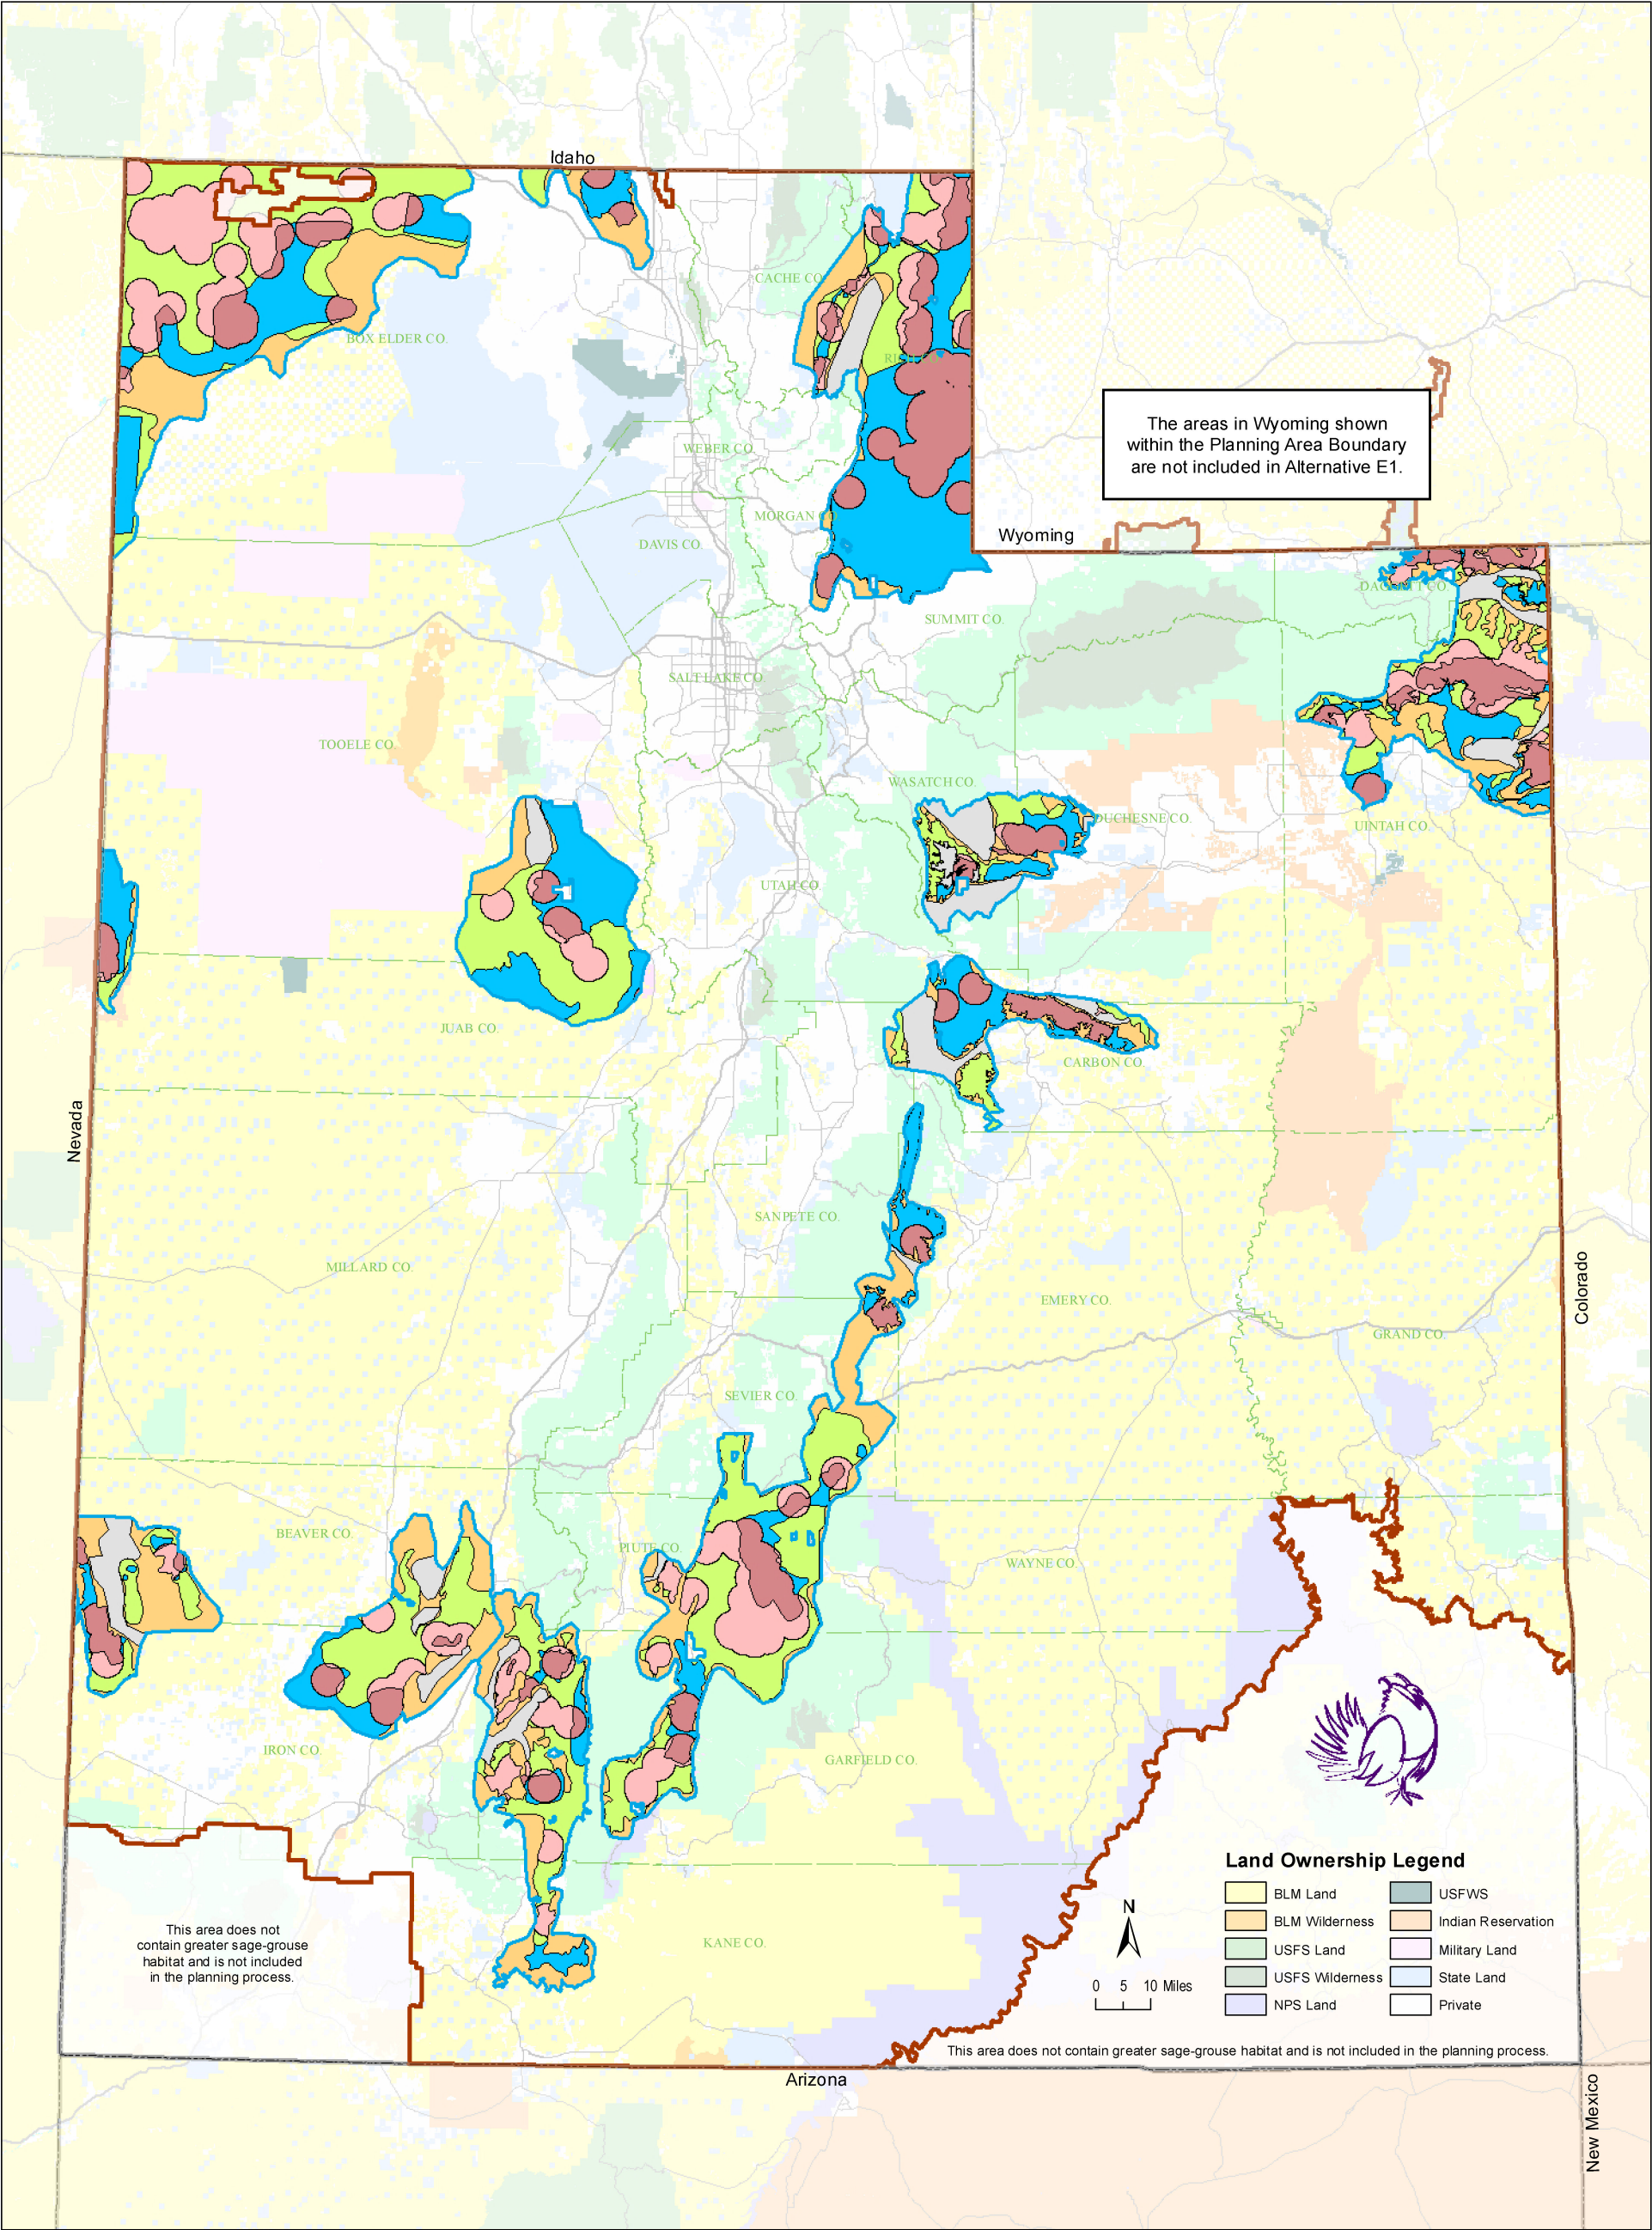 Idaho
CACHE CO.
BOX ELDER CO.
RICH CO.
The areas in Wyoming shown
within the Planning Area Boundary
are not included in Alternative E1.
WEBER CO.
MORGAN CO.
Wyoming
DAVIS CO.
DAGGETT CO.
SUMMIT CO.
SALT LAKE CO.
TOOELE CO.
WASATCH CO.
DUCHESNE CO.
UINTAH CO.
UTAH CO.
JUAB CO.
CARBON CO.
Nevada
SANPETE CO.
MILLARD CO.
EMERY CO.
Colorado
GRAND CO.
SEVIER CO.
BEAVER CO.
PIUTE CO.
WAYNE CO.
IRON CO.
GARFIELD CO.
Land Ownership Legend
BLM Land
BLM Wilderness
USFS Land
USFS Wilderness
NPS Land
USFWS
Indian Reservation
Military Land
State Land
Private
N
0 5 10 Miles
This area does not
contain greater sage-grouse
habitat and is not included
in the planning process.
KANE CO.
This area does not contain greater sage-grouse habitat and is not included in the planning process.
Arizona
New Mexico